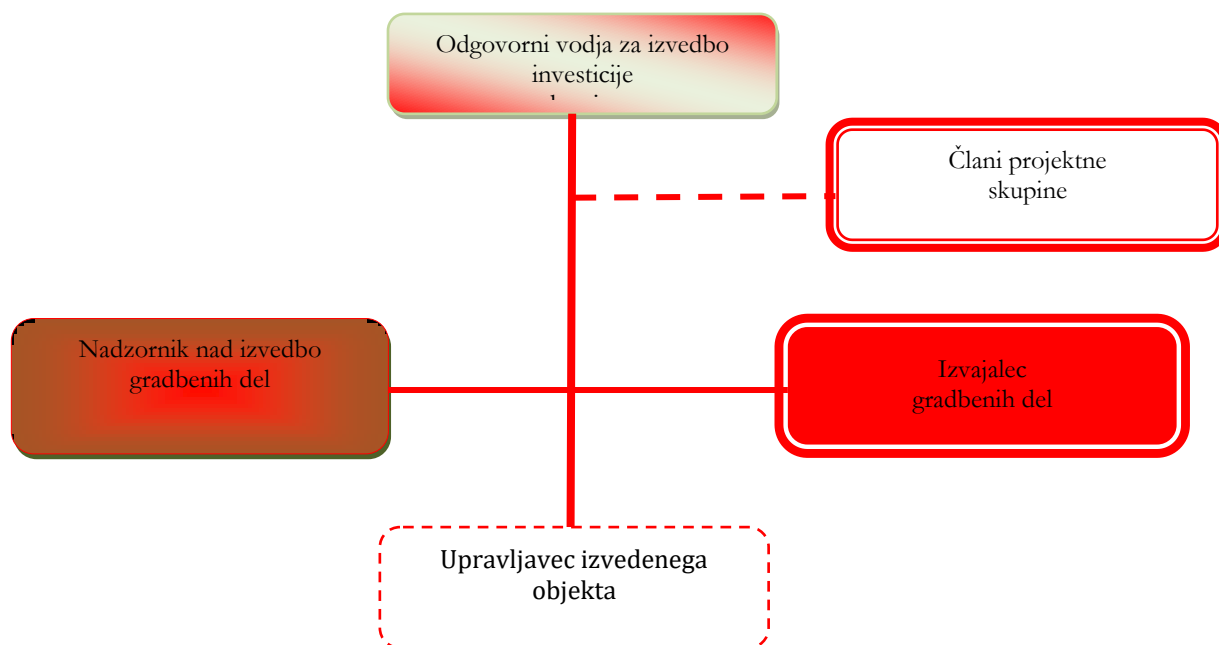 Odgovorni vodja za izvedbo
investicije
Člani projektne
skupine
Nadzornik nad izvedbo
gradbenih del
Izvajalec
gradbenih del
Upravljavec izvedenega
objekta